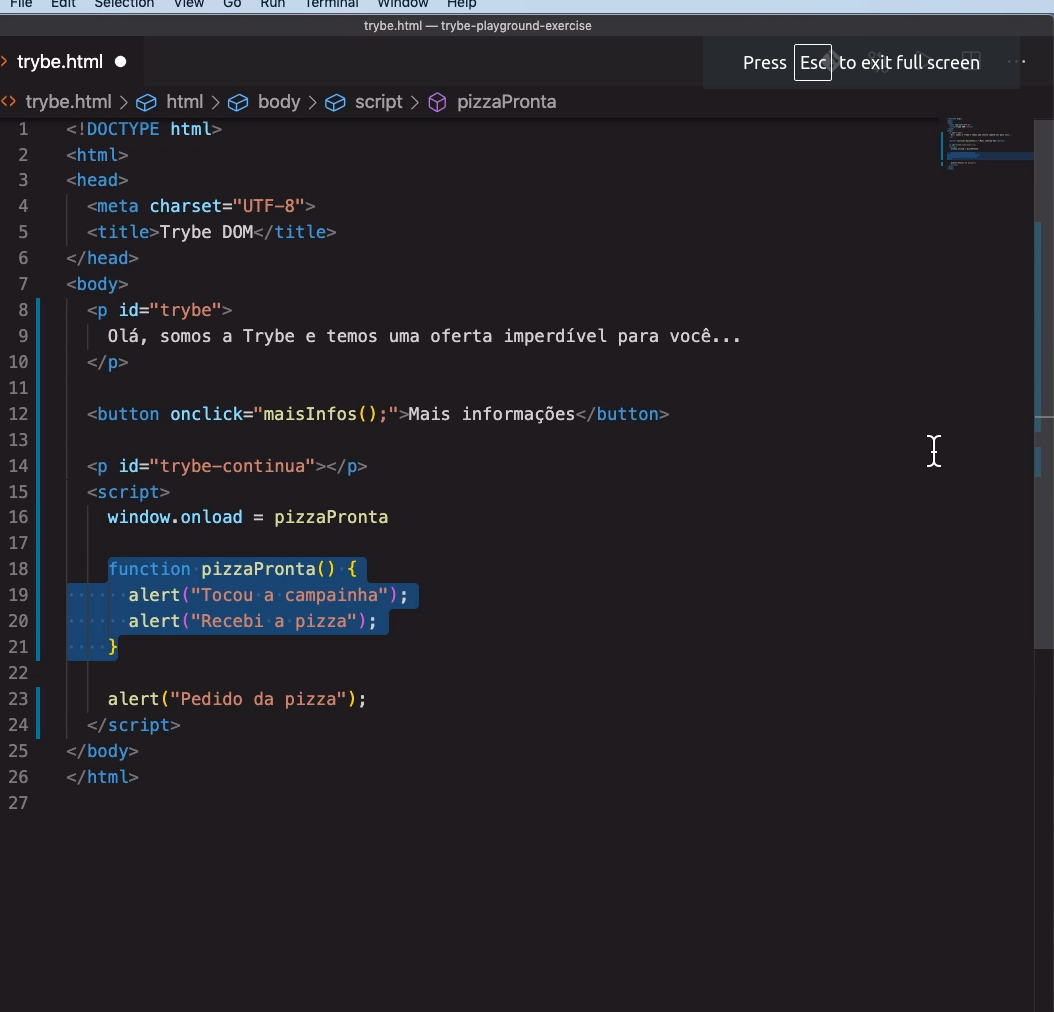 File Edit Selection View Go Run Terminal Window Help
trybe.html — trybe-playground-exercise
trybe.html
Press Esc to exit full screen
trybe.html > html > body > script > pizzaPronta
1 <!DOCTYPE html>
2 <html>
3 <head>
4 <meta charset="UTF-8">
5 <title>Trybe DOM</title>
6 </head>
7 <body>
8 <p id="trybe">
9 Olá, somos a Trybe e temos uma oferta imperdível para você...
10 </p>
11
12 <button onclick="maisInfos();">Mais informações</button>
13
14 <p id="trybe-continua"></p>
15 <script>
16 window.onload = pizzaPronta
17
18 function pizzaPronta() {
19 alert("Tocou a campainha");
20 alert("Recebi a pizza");
21 }
22
23 alert("Pedido da pizza");
24 </script>
25 </body>
26 </html>
27